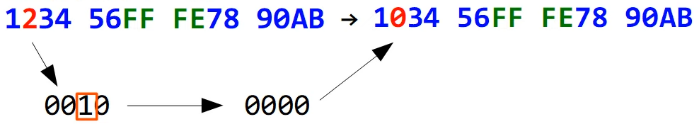 1234 56FF FE78 90AB → 1034 56FF FE78 90AB
0010 0000